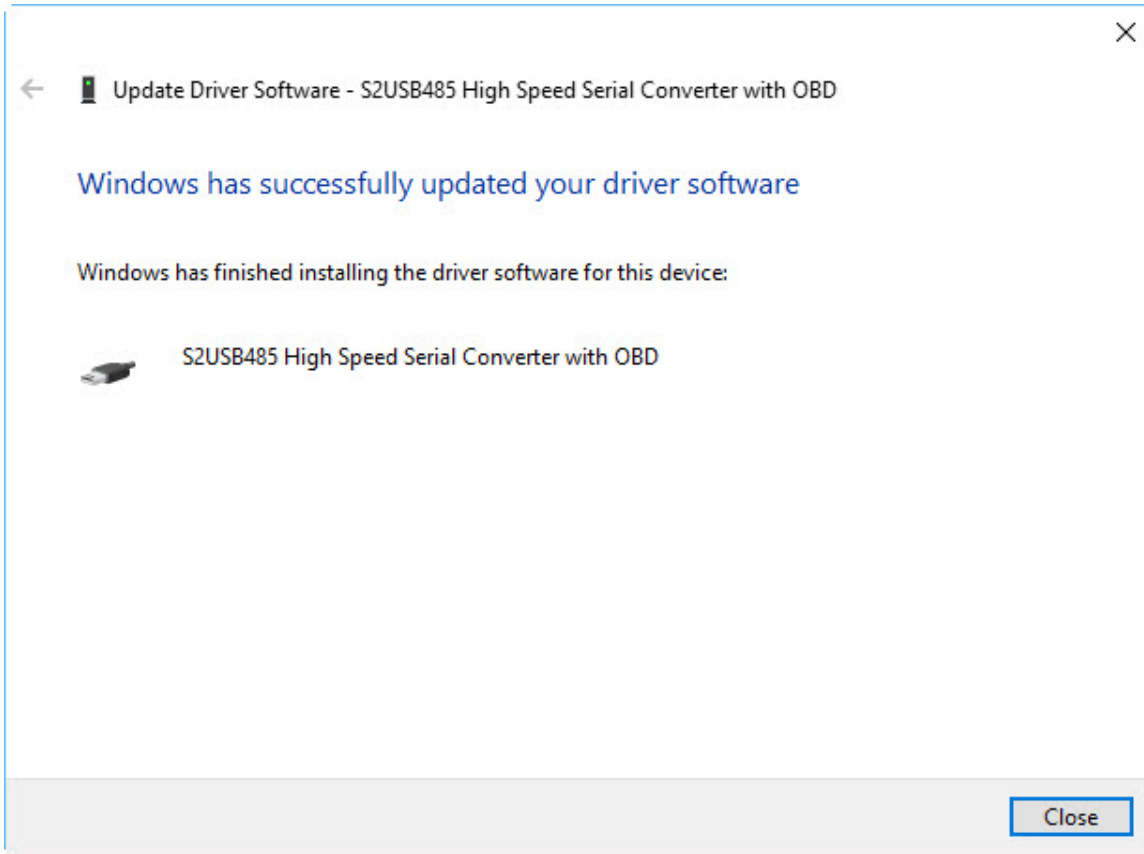 Update Driver Software - S2USB485 High Speed Serial Converter with OBD
Windows has successfully updated your driver software
Windows has finished installing the driver software for this device:
S2USB485 High Speed Serial Converter with OBD
Close